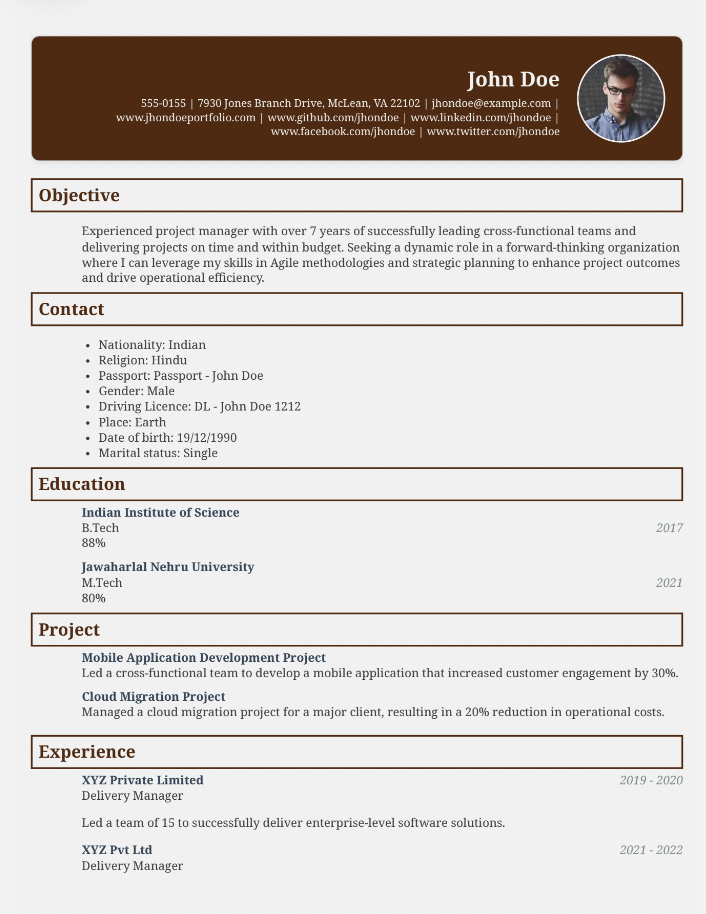 John Doe
555-0155 | 7930 Jones Branch Drive, McLean, VA 22102 | jhondoe@example.com |
www.jhondoeportfolio.com | www.github.com/jhondoe | www.linkedin.com/jhondoe |
www.facebook.com/jhondoe | www.twitter.com/jhondoe
Objective
Experienced project manager with over 7 years of successfully leading cross-functional teams and
delivering projects on time and within budget. Seeking a dynamic role in a forward-thinking organization
where I can leverage my skills in Agile methodologies and strategic planning to enhance project outcomes
and drive operational efficiency.
Contact
• Nationality: Indian
• Religion: Hindu
• Passport: Passport - John Doe
• Gender: Male
• Driving Licence: DL - John Doe 1212
• Place: Earth
• Date of birth: 19/12/1990
• Marital status: Single
Education
Indian Institute of Science
B.Tech 2017
88%
Jawaharlal Nehru University
M.Tech 2021
80%
Project
Mobile Application Development Project
Led a cross-functional team to develop a mobile application that increased customer engagement by 30%.
Cloud Migration Project
Managed a cloud migration project for a major client, resulting in a 20% reduction in operational costs.
Experience
XYZ Private Limited 2019 - 2020
Delivery Manager
Led a team of 15 to successfully deliver enterprise-level software solutions.
XYZ Pvt Ltd 2021 - 2022
Delivery Manager